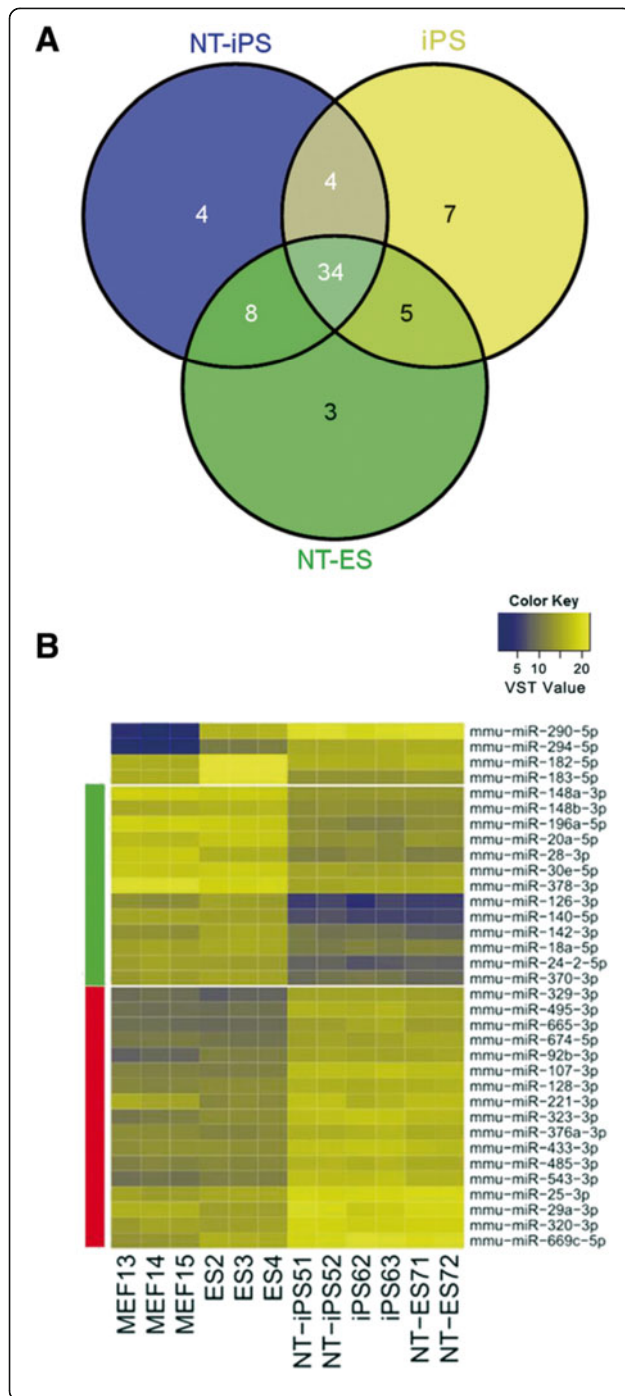 A
NT-iPS
iPS
4
4
7
34
8
5
3
NT-ES
Color Key
5 10 20
VST Value
B
mmu-miR-290-5p
mmu-miR-294-5p
mmu-miR-182-5p
mmu-miR-183-5p
mmu-miR-148a-3p
mmu-miR-148b-3p
mmu-miR-196a-5p
mmu-miR-20a-5p
mmu-miR-28-3p
mmu-miR-30e-5p
mmu-miR-378-3p
mmu-miR-126-3p
mmu-miR-140-5p
mmu-miR-142-3p
mmu-miR-18a-5p
mmu-miR-24-2-5p
mmu-miR-370-3p
mmu-miR-329-3p
mmu-miR-495-3p
mmu-miR-665-3p
mmu-miR-674-5p
mmu-miR-92b-3p
mmu-miR-107-3p
mmu-miR-128-3p
mmu-miR-221-3p
mmu-miR-323-3p
mmu-miR-376a-3p
mmu-miR-433-3p
mmu-miR-485-3p
mmu-miR-543-3p
mmu-miR-25-3p
mmu-miR-29a-3p
mmu-miR-320-3p
mmu-miR-669c-5p
MEF13
MEF14
MEF15
ES2
ES3
ES4
NT-iPS51
NT-iPS52
iPS62
iPS63
NT-ES71
NT-ES72